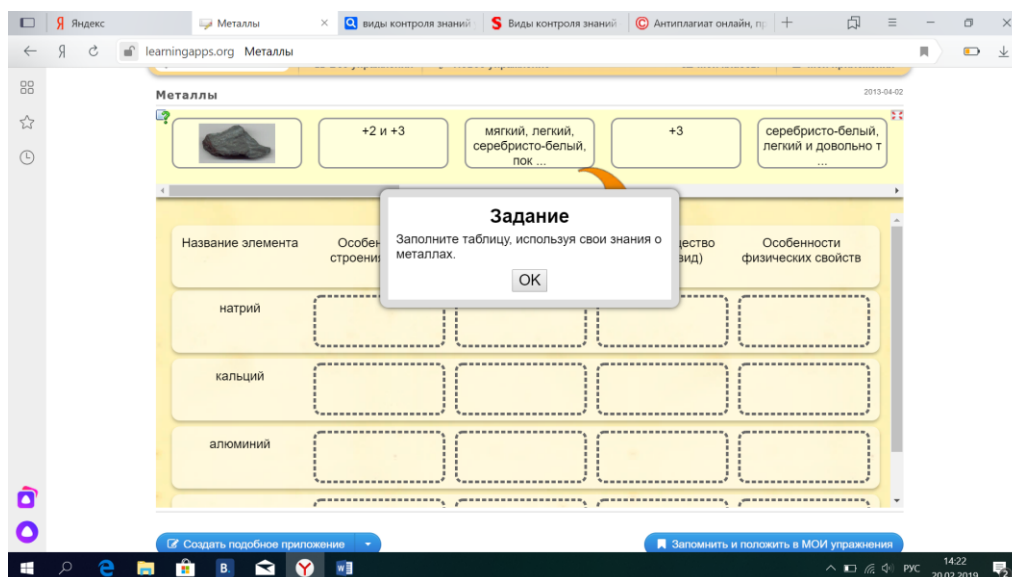 Яндекс
Металлы
виды контроля знаний
Виды контроля знаний
Антиплагиат онлайн, пр
learningapps.org Металлы
Металлы
2013-04-02
+2 и +3
мягкий, легкий,
серебристо-белый,
пок ...
+3
серебристо-белый,
легкий и довольно т
...
Задание
Заполните таблицу, используя свои знания о
металлах.
OK
Название элемента
Особен
строени
ество
вид)
Особенности
физических свойств
натрий
кальций
алюминий
Создать подобное приложение
Запомнить и положить в МОИ упражнения
РУС
14:22
20.02.2019